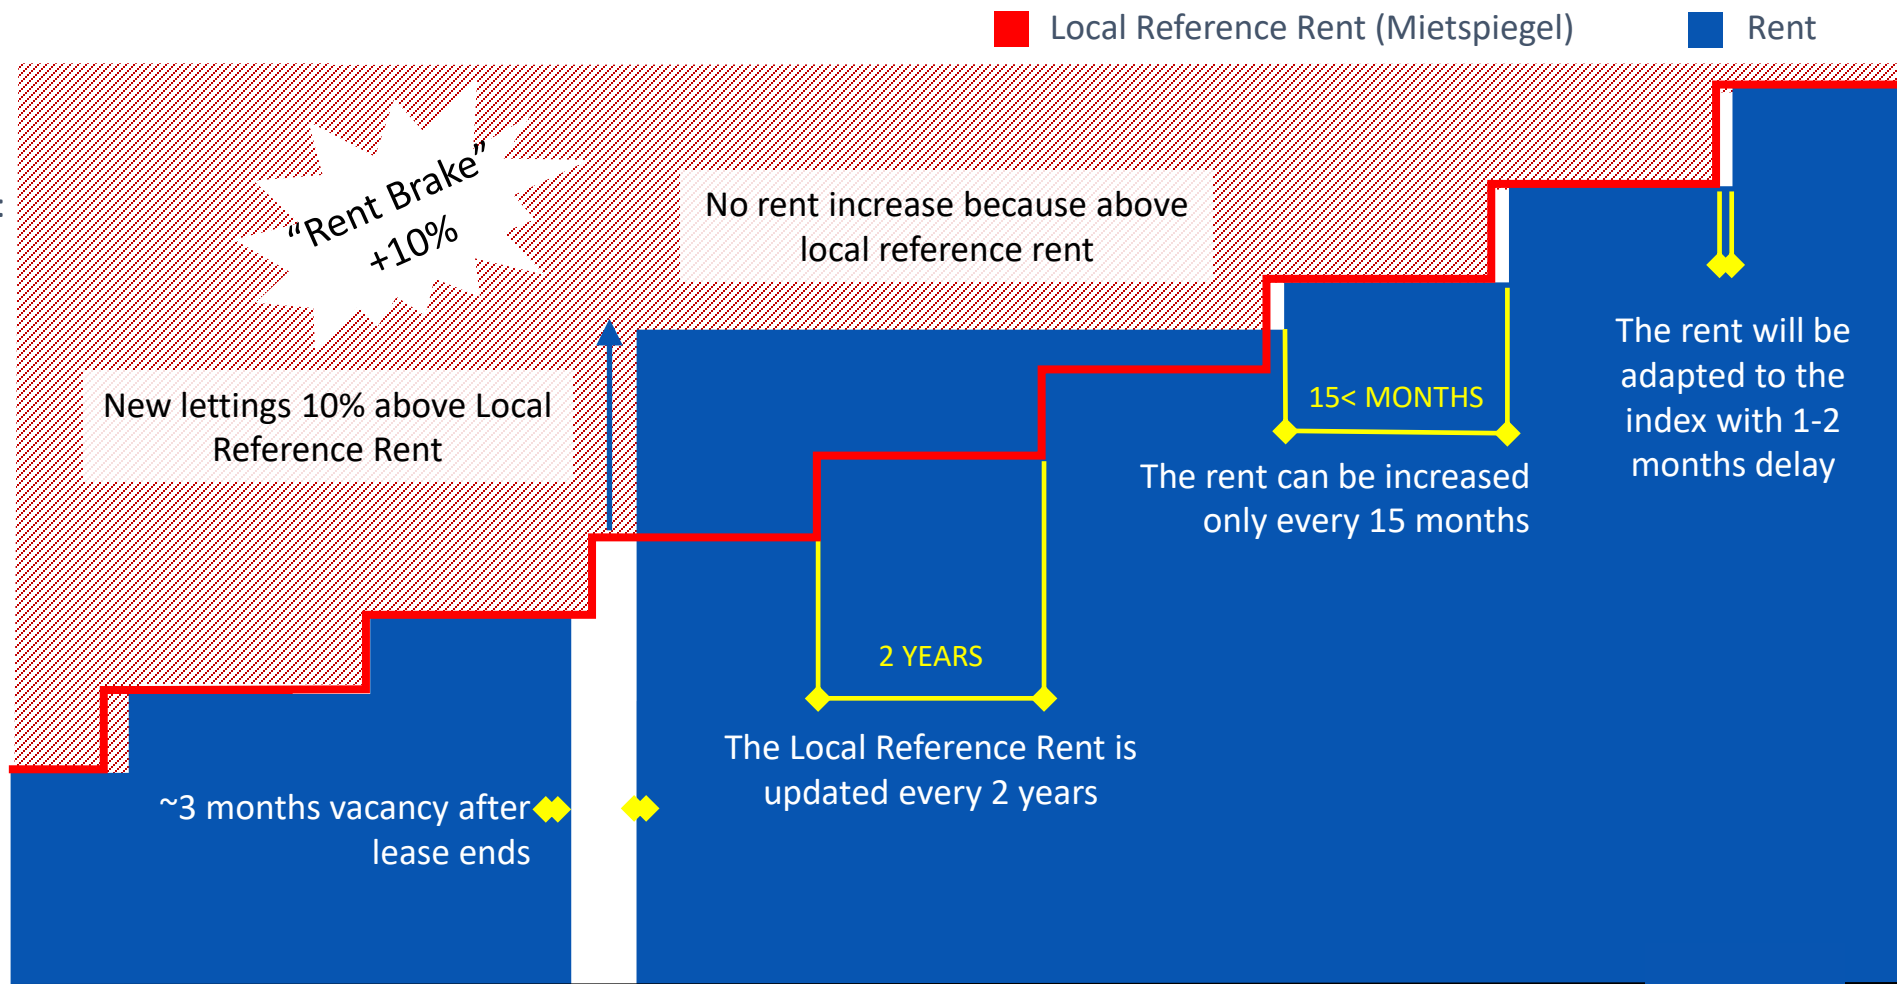 Local Reference Rent (Mietspiegel)
Rent
:
“Rent Brake”
+10%
No rent increase because above
local reference rent
New lettings 10% above Local
Reference Rent
15< MONTHS
The rent will be
adapted to the
index with 1-2
months delay
The rent can be increased
only every 15 months
2 YEARS
The Local Reference Rent is
updated every 2 years
~3 months vacancy after
lease ends